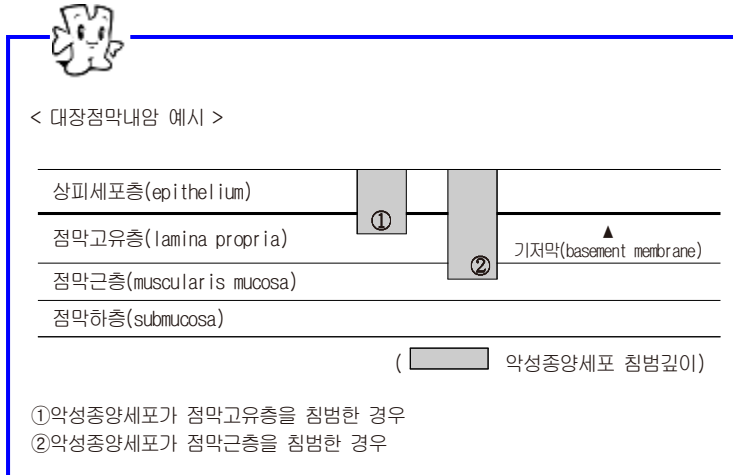 < 대장점막내암 예시 >
상피세포층(epithelium)
①
점막고유층(lamina propria)
▲
기저막(basement membrane)
②
점막근층(muscularis mucosa)
점막하층(submucosa)
( 악성종양세포 침범깊이)
①악성종양세포가 점막고유층을 침범한 경우
②악성종양세포가 점막근층을 침범한 경우